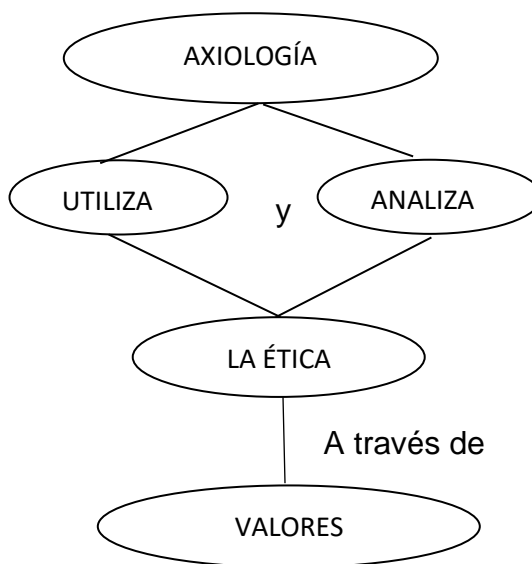 AXIOLOGÍA
UTILIZA y ANALIZA
LA ÉTICA
A través de
VALORES